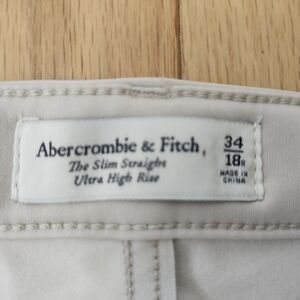 Abercrombie & Fitch,
The Slim Straight
Ultra High Rise
34
18R
MADE IN
CHINA